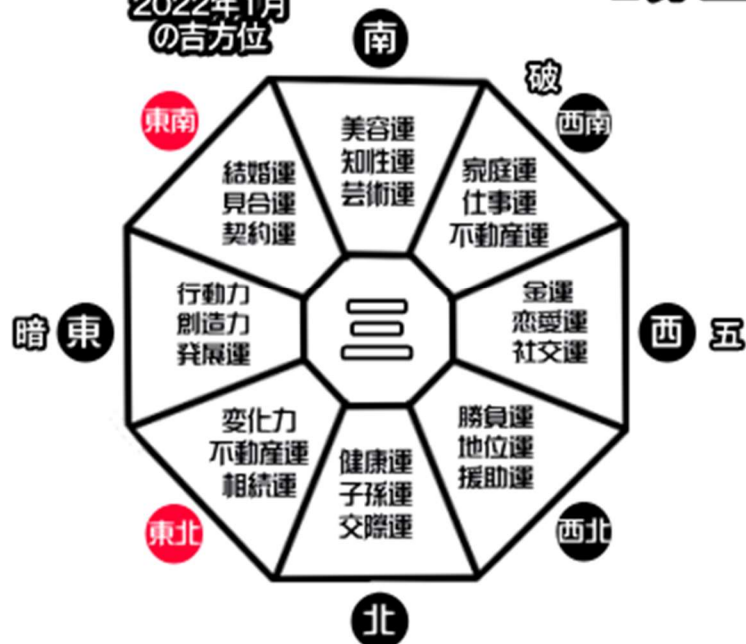 2022年1月
の吉方位
南
破
東南
西南
美容運
知性運
芸術運
結婚運
見合運
契約運
家庭運
仕事運
不動産運
暗
東
行動力
創造力
発展運
三
金運
恋愛運
社交運
西
五
変化力
不動産運
相続運
健康運
子孫運
交際運
勝負運
地位運
援助運
東北
西北
北